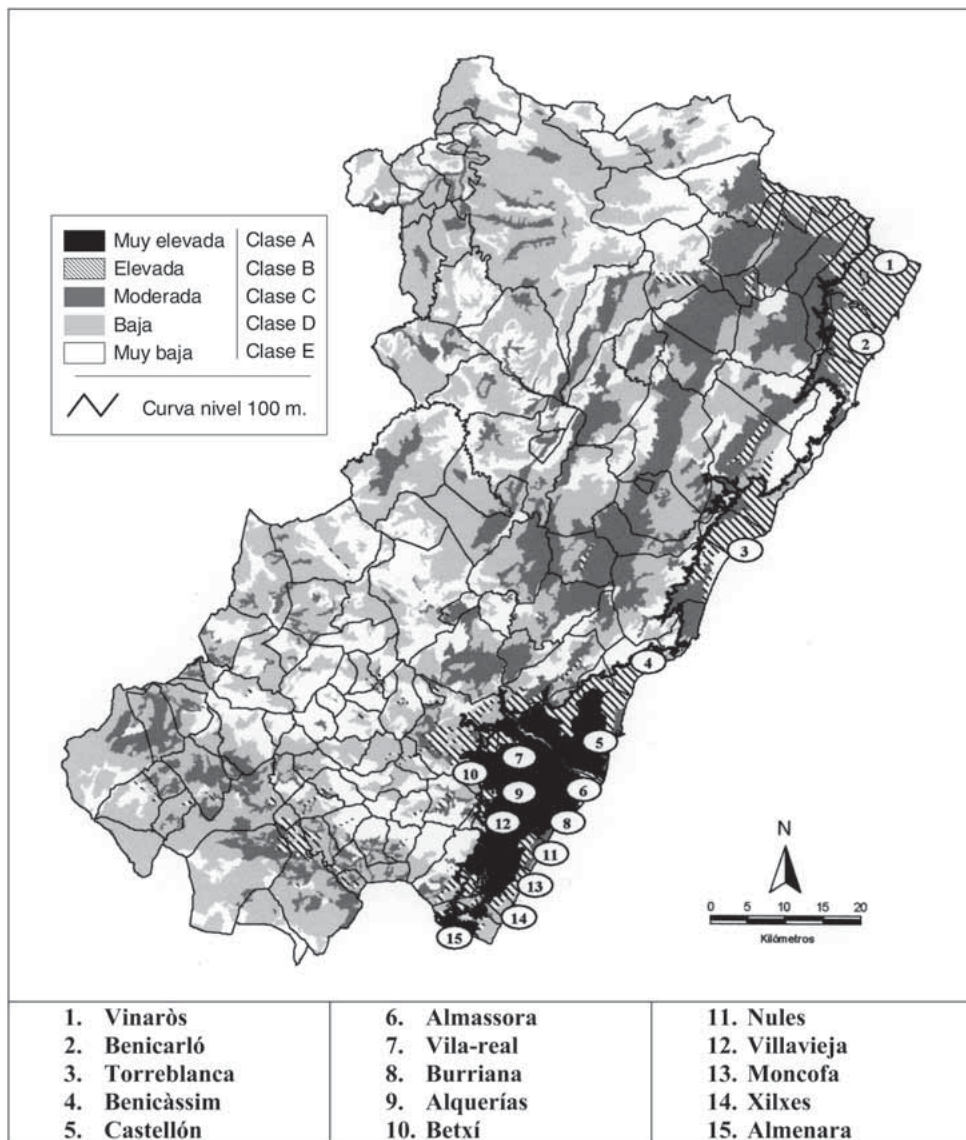 Muy elevada Clase A
Elevada Clase B
Moderada Clase C
Baja Clase D
Muy baja Clase E
Curva nivel 100 m.
1
2
3
4
5
7
10
6
9
12
8
11
13
14
15
N
0 5 10 15 20
Kilómetros
1. Vinaròs
2. Benicarló
3. Torreblanca
4. Benicàssim
5. Castellón
6. Almassora
7. Vila-real
8. Burriana
9. Alquerías
10. Betxí
11. Nules
12. Villavieja
13. Moncofa
14. Xilxes
15. Almenara